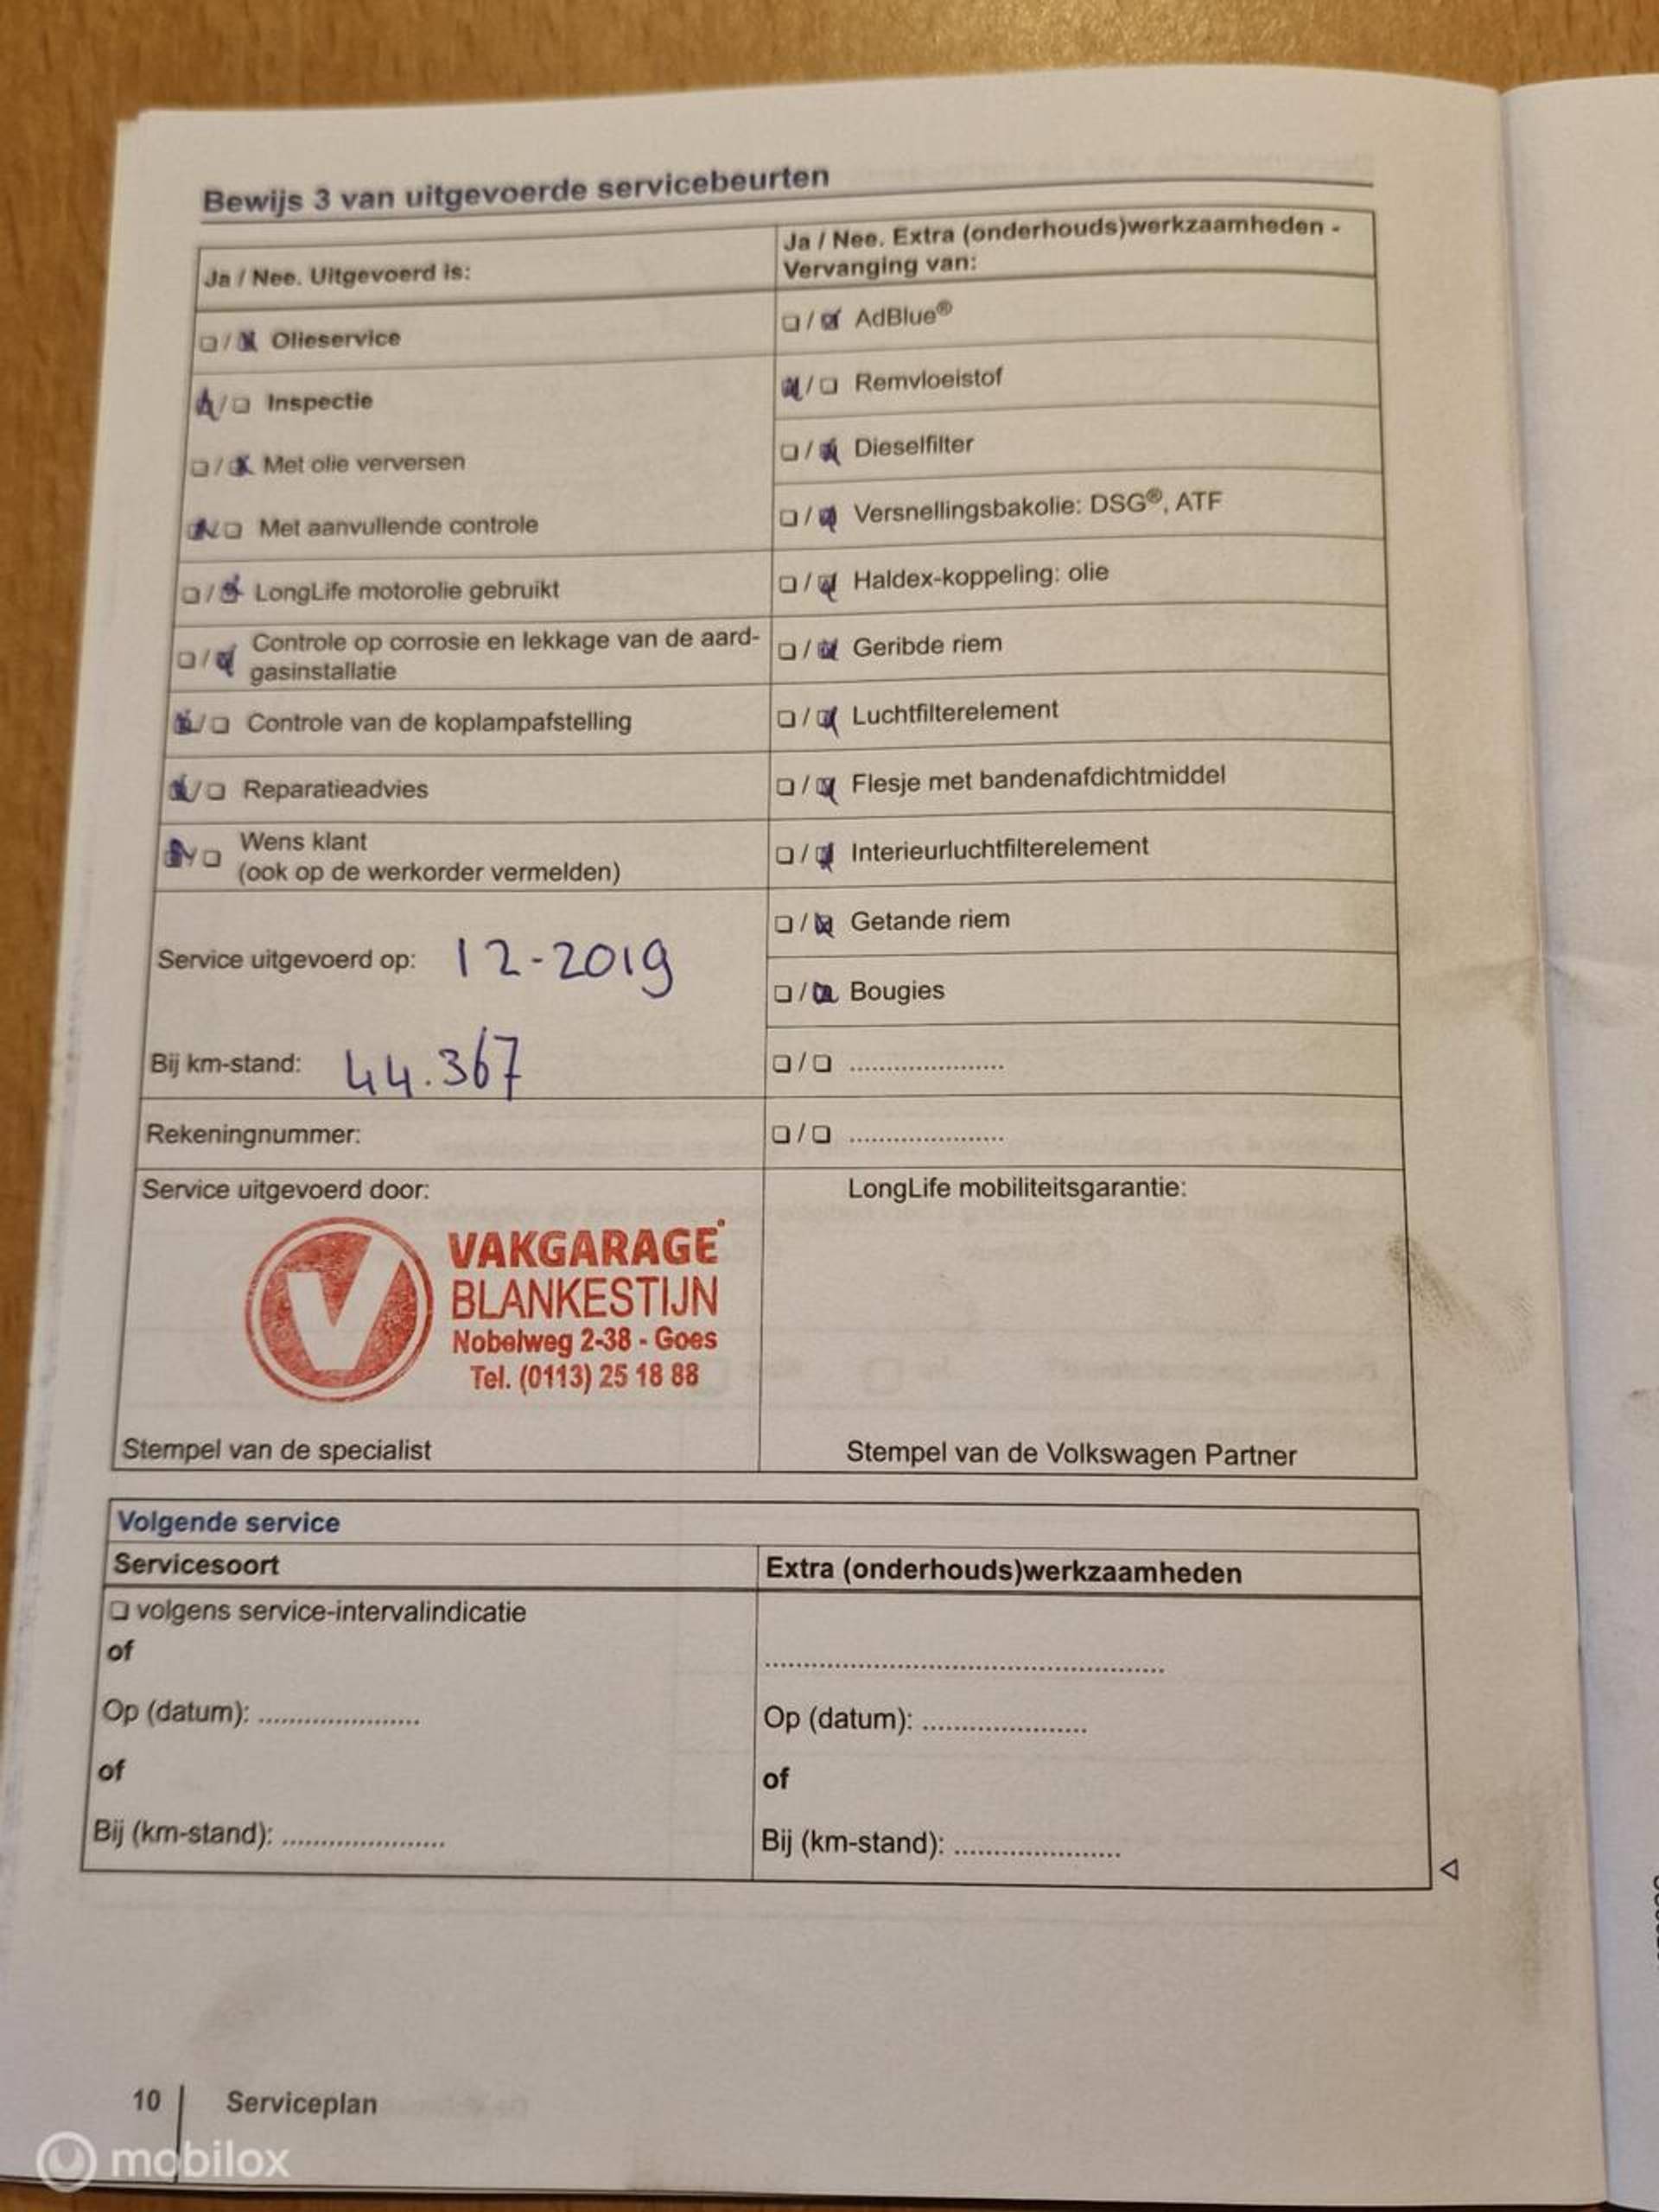 Bewijs 3 van uitgevoerde servicebeurten
Ja / Nee. Uitgevoerd is:
☐ / ☒ Olieservice
☒ / ☐ Inspectie
☐ / ☒ Met olie verversen
☒ / ☐ Met aanvullende controle
☐ / ☒ LongLife motorolie gebruikt
☐ / ☒ Controle op corrosie en lekkage van de aard-
gasinstallatie
☒ / ☐ Controle van de koplampafstelling
☒ / ☐ Reparatieadvies
☒ / ☐ Wens klant
(ook op de werkorder vermelden)
Service uitgevoerd op: 12-2019
Bij km-stand: 44.367
Rekeningnummer:
Ja / Nee. Extra (onderhouds)werkzaamheden -
Vervanging van:
☐ / ☒ AdBlue®
☒ / ☐ Remvloeistof
☐ / ☒ Dieselfilter
☐ / ☒ Versnellingsbakolie: DSG®, ATF
☐ / ☒ Haldex-koppeling: olie
☐ / ☒ Geribde riem
☐ / ☒ Luchtfilterelement
☐ / ☒ Flesje met bandenafdichtmiddel
☐ / ☒ Interieurluchtfilterelement
☐ / ☒ Getande riem
☐ / ☒ Bougies
☐ / ☐ ......................
☐ / ☐ ......................
Service uitgevoerd door:
VAKGARAGE
BLANKESTIJN
Nobelweg 2-38 - Goes
Tel. (0113) 25 18 88
Stempel van de specialist
LongLife mobiliteitsgarantie:
Stempel van de Volkswagen Partner
Volgende service
Servicesoort
☐ volgens service-intervalindicatie
of
Op (datum): ......................
of
Bij (km-stand): ......................
Extra (onderhouds)werkzaamheden
......................................................
Op (datum): ......................
of
Bij (km-stand): ......................
10 Serviceplan
mobilox